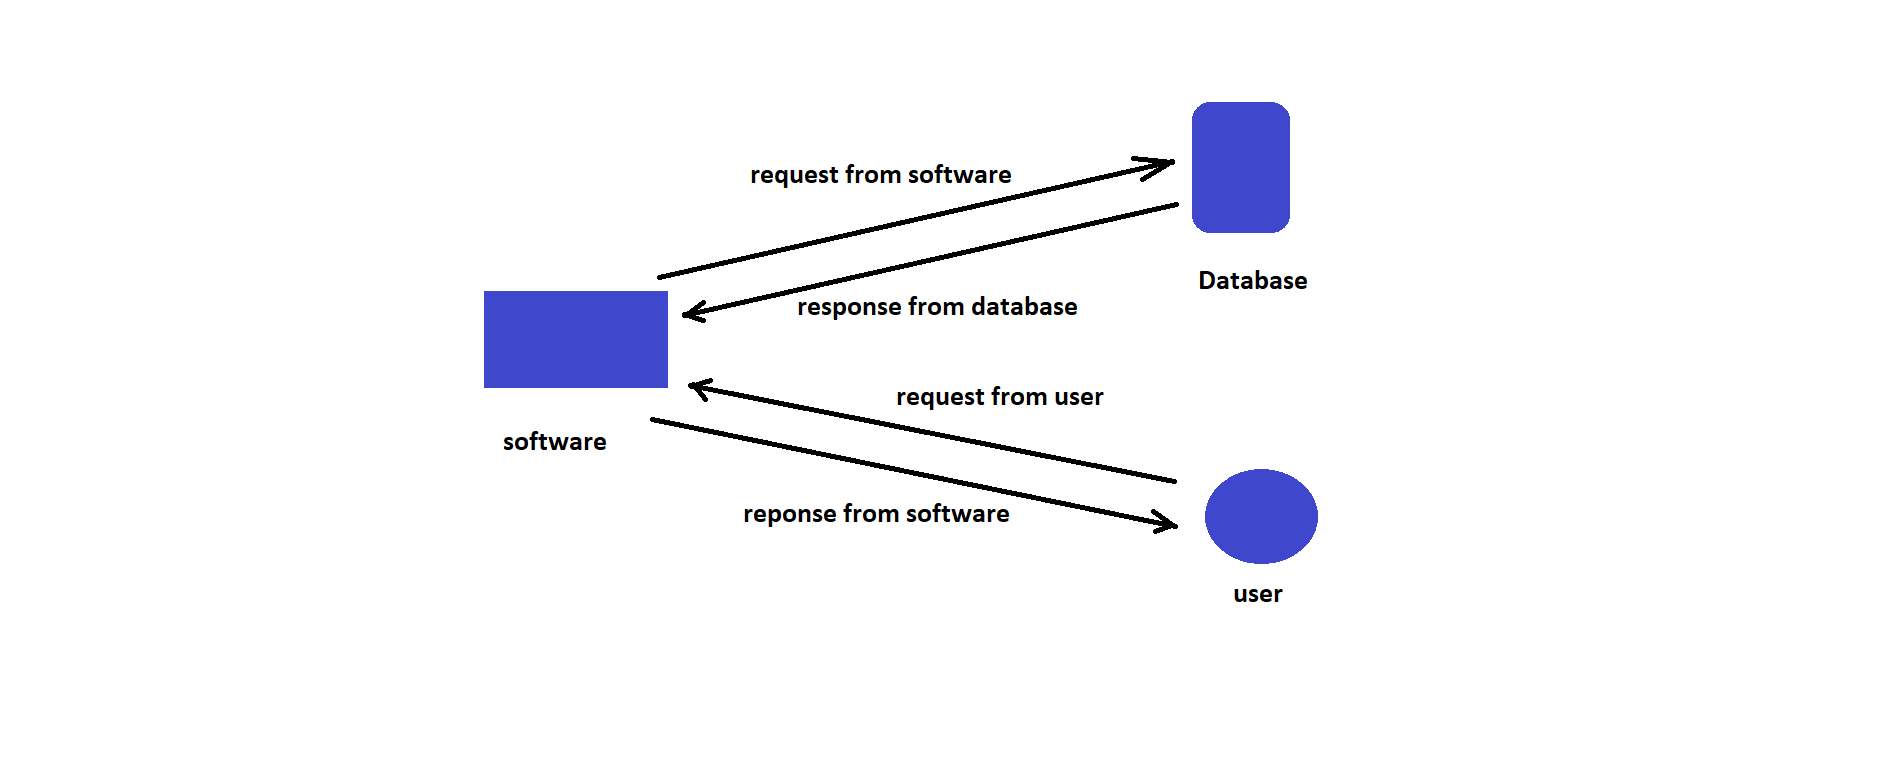 request from software
Database
response from database
request from user
software
reponse from software
user